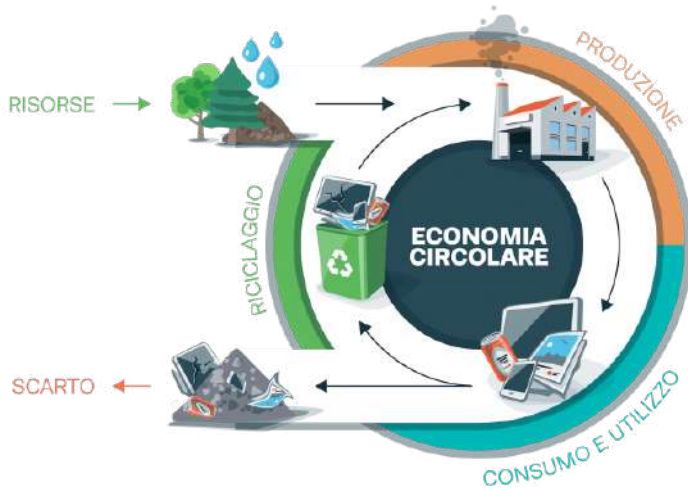 PRODUZIONE
RISORSE
RICICLAGGIO
ECONOMIA
CIRCOLARE
SCARTO
CONSUMO E UTILIZZO